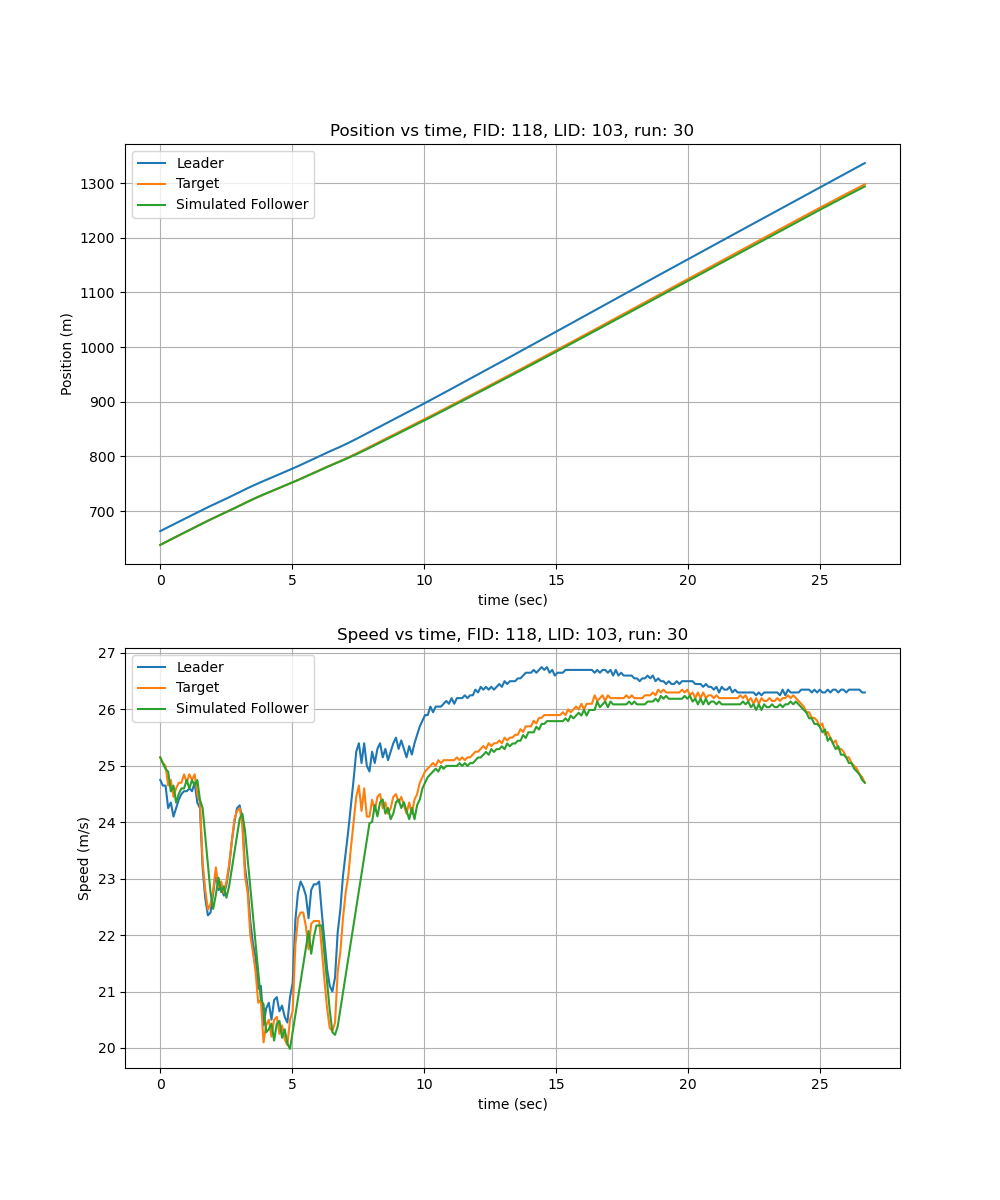 Position vs time, FID: 118, LID: 103, run: 30
Leader
Target
Simulated Follower
1300
1200
1100
1000
900
800
700
Position (m)
0 5 10 15 20 25
time (sec)
Speed vs time, FID: 118, LID: 103, run: 30
Leader
Target
Simulated Follower
27
26
25
24
23
22
21
20
Speed (m/s)
0 5 10 15 20 25
time (sec)